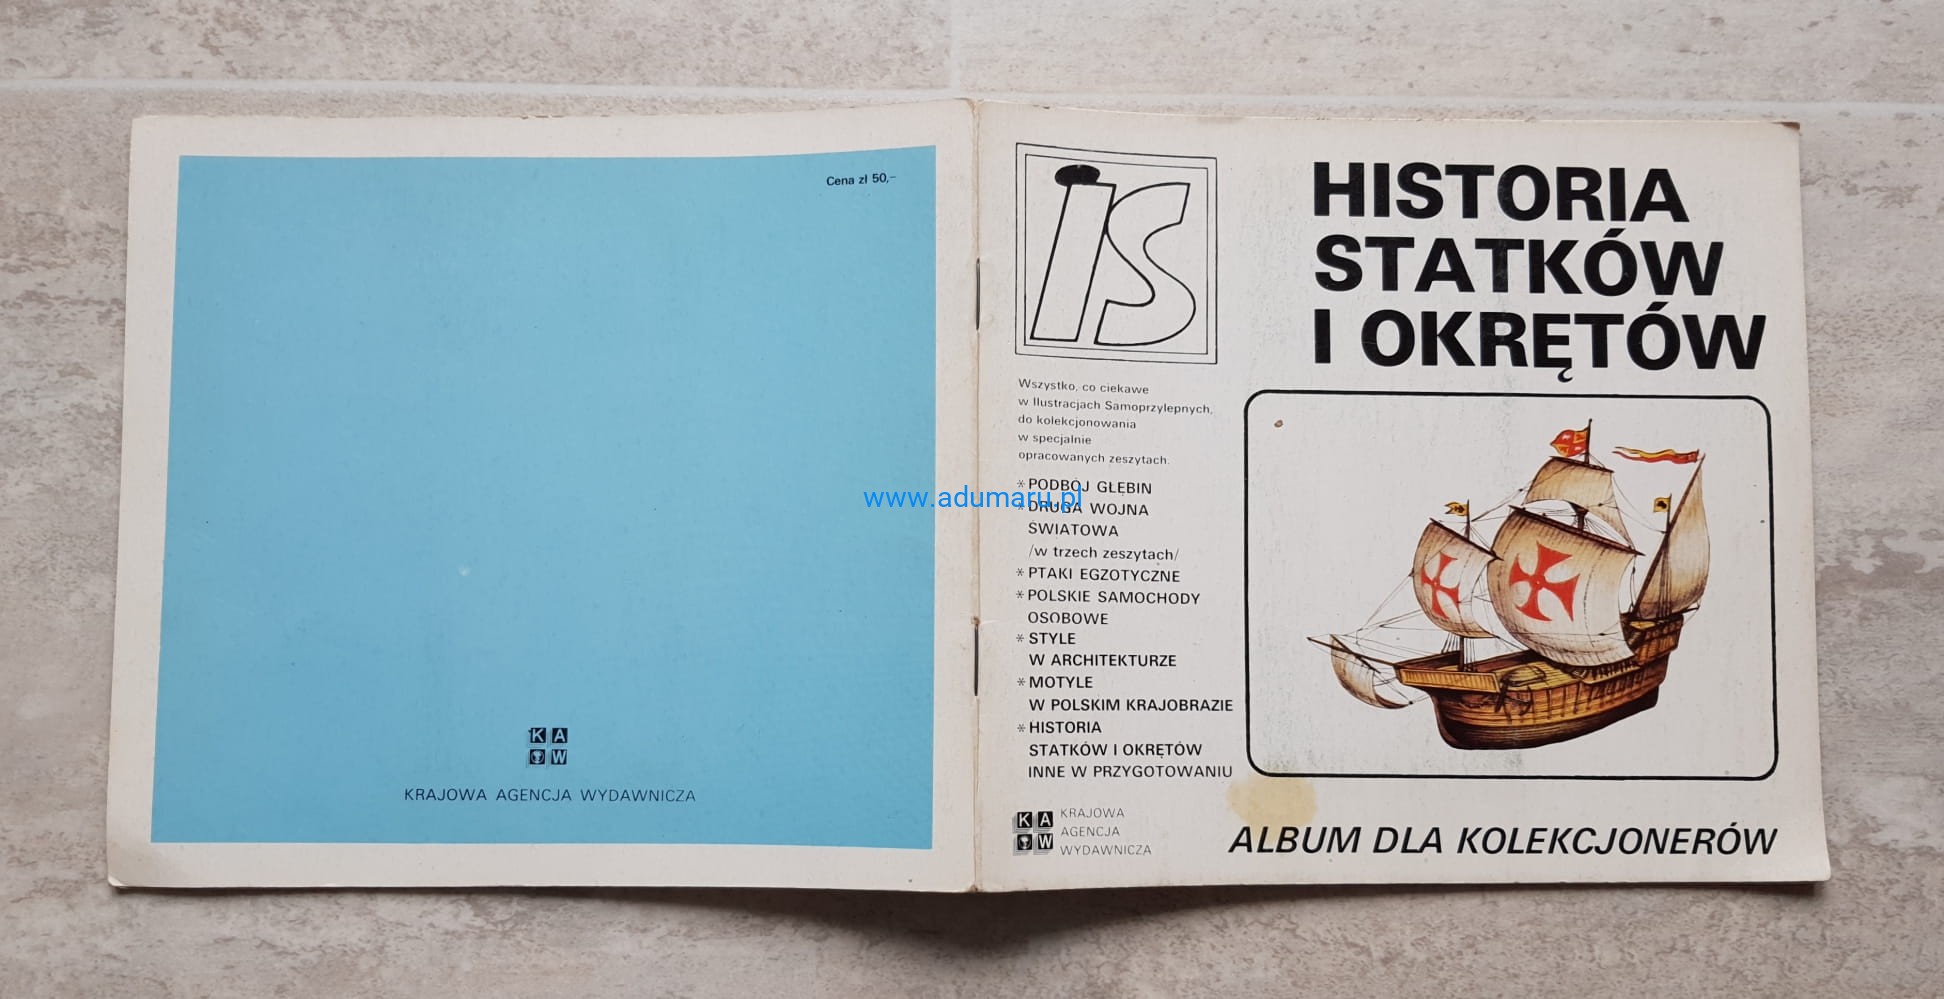 Cena zł 50,-
KAW
KRAJOWA AGENCJA WYDAWNICZA
www.adumaru.pl
iS
HISTORIA
STATKÓW
I OKRĘTÓW
Wszystko, co ciekawe
w Ilustracjach Samoprzylepnych,
do kolekcjonowania
w specjalnie
opracowanych zeszytach.
*PODBÓJ GŁĘBIN
*DRUGA WOJNA
ŚWIATOWA
/w trzech zeszytach/
*PTAKI EGZOTYCZNE
*POLSKIE SAMOCHODY
OSOBOWE
*STYLE
W ARCHITEKTURZE
*MOTYLE
W POLSKIM KRAJOBRAZIE
*HISTORIA
STATKÓW I OKRĘTÓW
INNE W PRZYGOTOWANIU
KAW
KRAJOWA
AGENCJA
WYDAWNICZA
ALBUM DLA KOLEKCJONERÓW